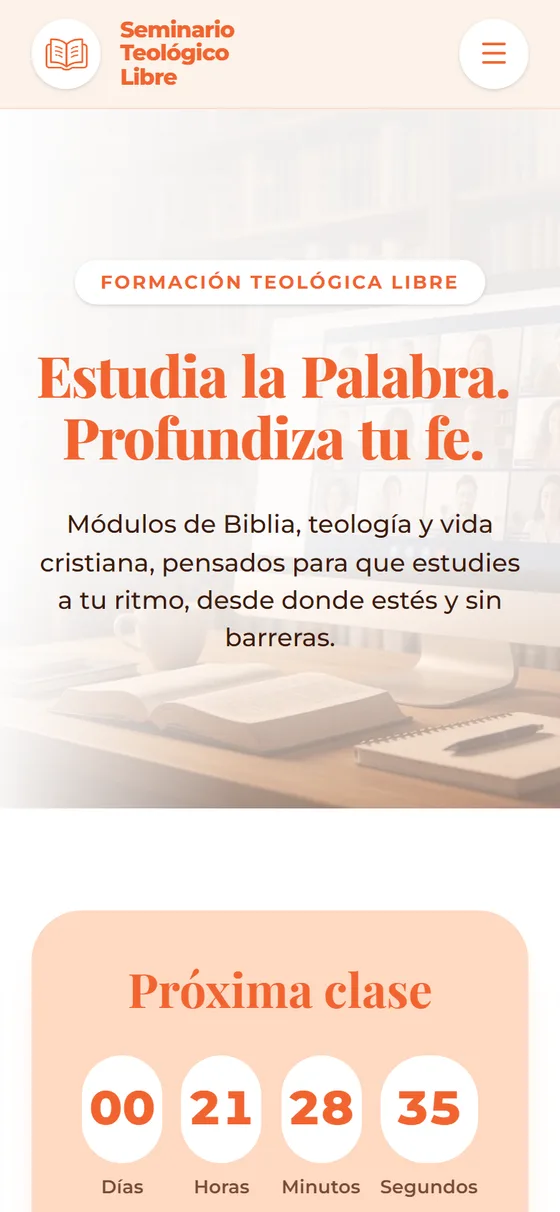 Seminario
Teológico
Libre
FORMACIÓN TEOLÓGICA LIBRE
Estudia la Palabra.
Profundiza tu fe.
Módulos de Biblia, teología y vida
cristiana, pensados para que estudies
a tu ritmo, desde donde estés y sin
barreras.
Próxima clase
00 21 28 35
Días Horas Minutos Segundos